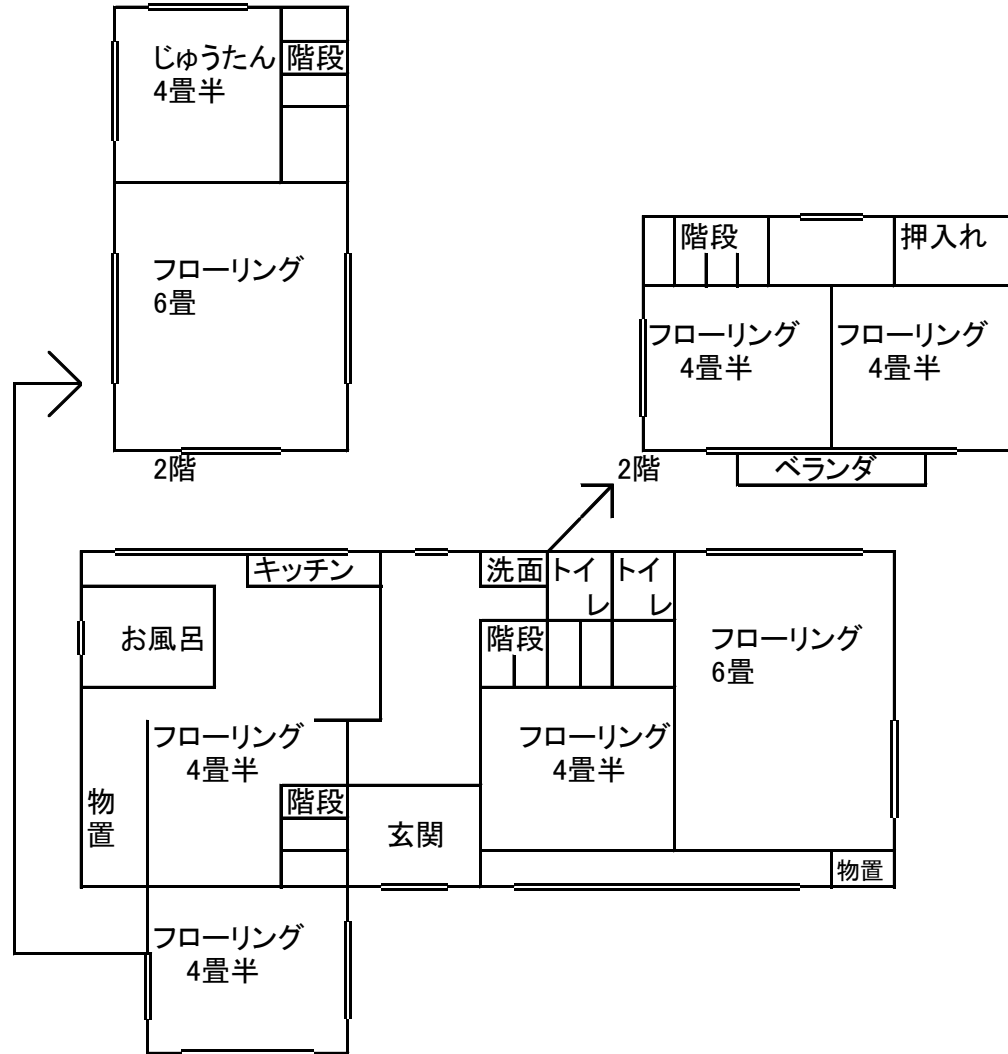 じゅうたん
4畳半
階段
フローリング
6畳
2階
階段
押入れ
フローリング
4畳半
フローリング
4畳半
2階
ベランダ
キッチン
洗面
トイ
レ
トイ
レ
お風呂
階段
フローリング
6畳
フローリング
4畳半
フローリング
4畳半
物
置
階段
玄関
物置
フローリング
4畳半